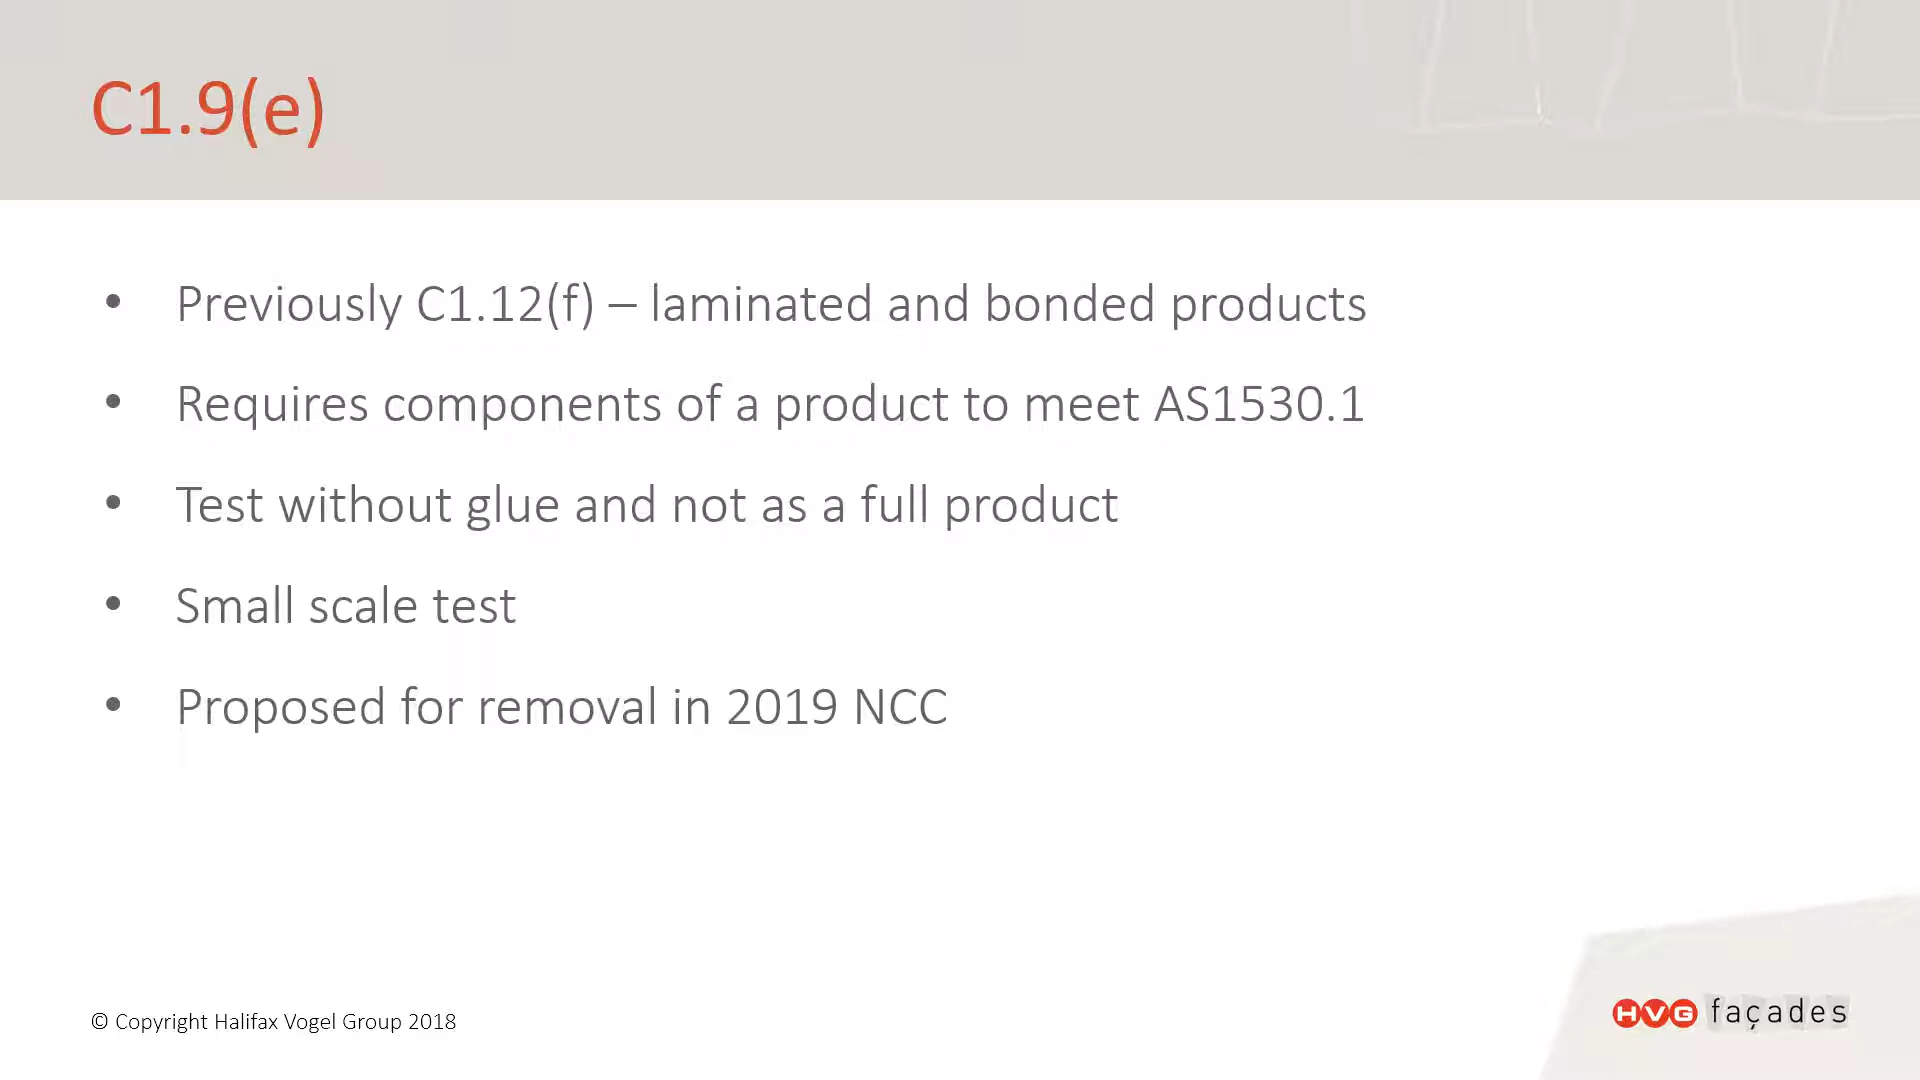 C1.9(e)
• Previously C1.12(f) – laminated and bonded products
• Requires components of a product to meet AS1530.1
• Test without glue and not as a full product
• Small scale test
• Proposed for removal in 2019 NCC
© Copyright Halifax Vogel Group 2018
HVG façades